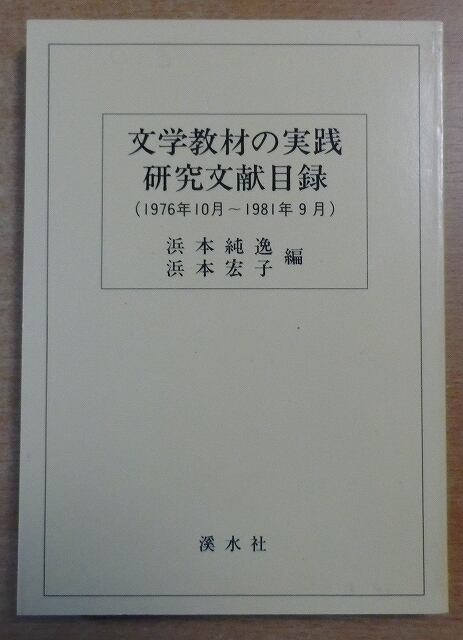 文学教材の実践
研究文献目録
(1976年10月～1981年9月)
浜本純逸
浜本宏子
編
溪水社